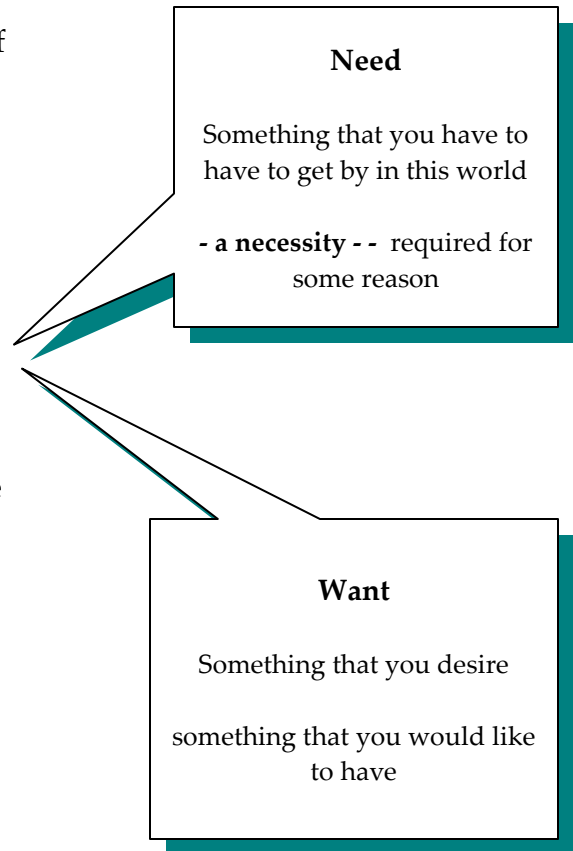 f
Need
Something that you have to
have to get by in this world
- a necessity - -  required for
some reason
e
Want
Something that you desire
something that you would like
to have